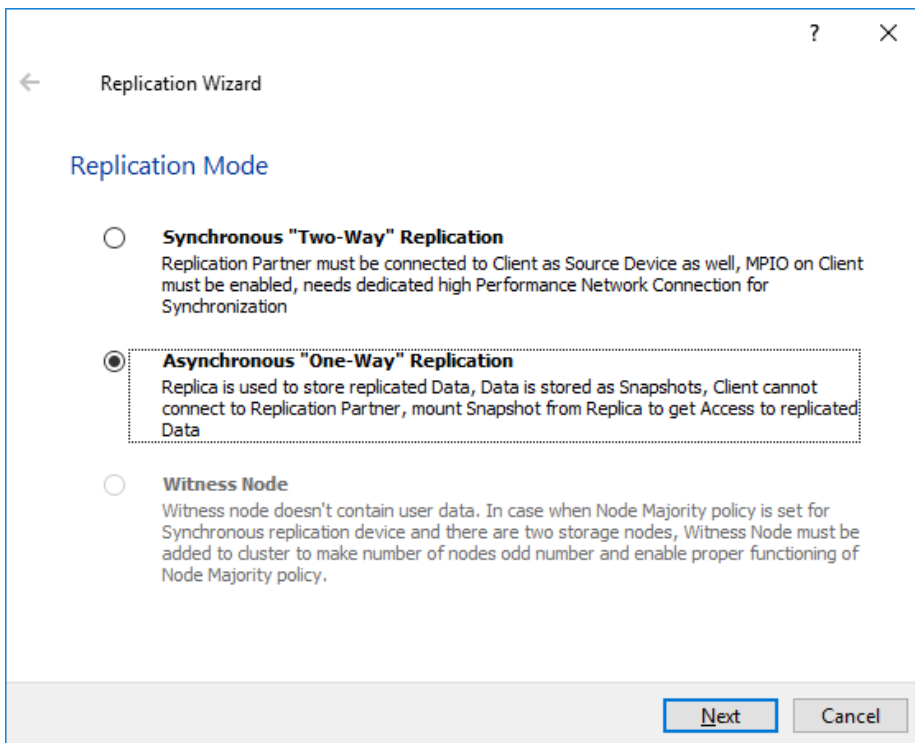 ?
Replication Wizard
Replication Mode
Synchronous "Two-Way" Replication
Replication Partner must be connected to Client as Source Device as well, MPIO on Client
must be enabled, needs dedicated high Performance Network Connection for
Synchronization
Asynchronous "One-Way" Replication
Replica is used to store replicated Data, Data is stored as Snapshots, Client cannot
connect to Replication Partner, mount Snapshot from Replica to get Access to replicated
Data
Witness Node
Witness node doesn't contain user data. In case when Node Majority policy is set for
Synchronous replication device and there are two storage nodes, Witness Node must be
added to cluster to make number of nodes odd number and enable proper functioning of
Node Majority policy.
Next Cancel